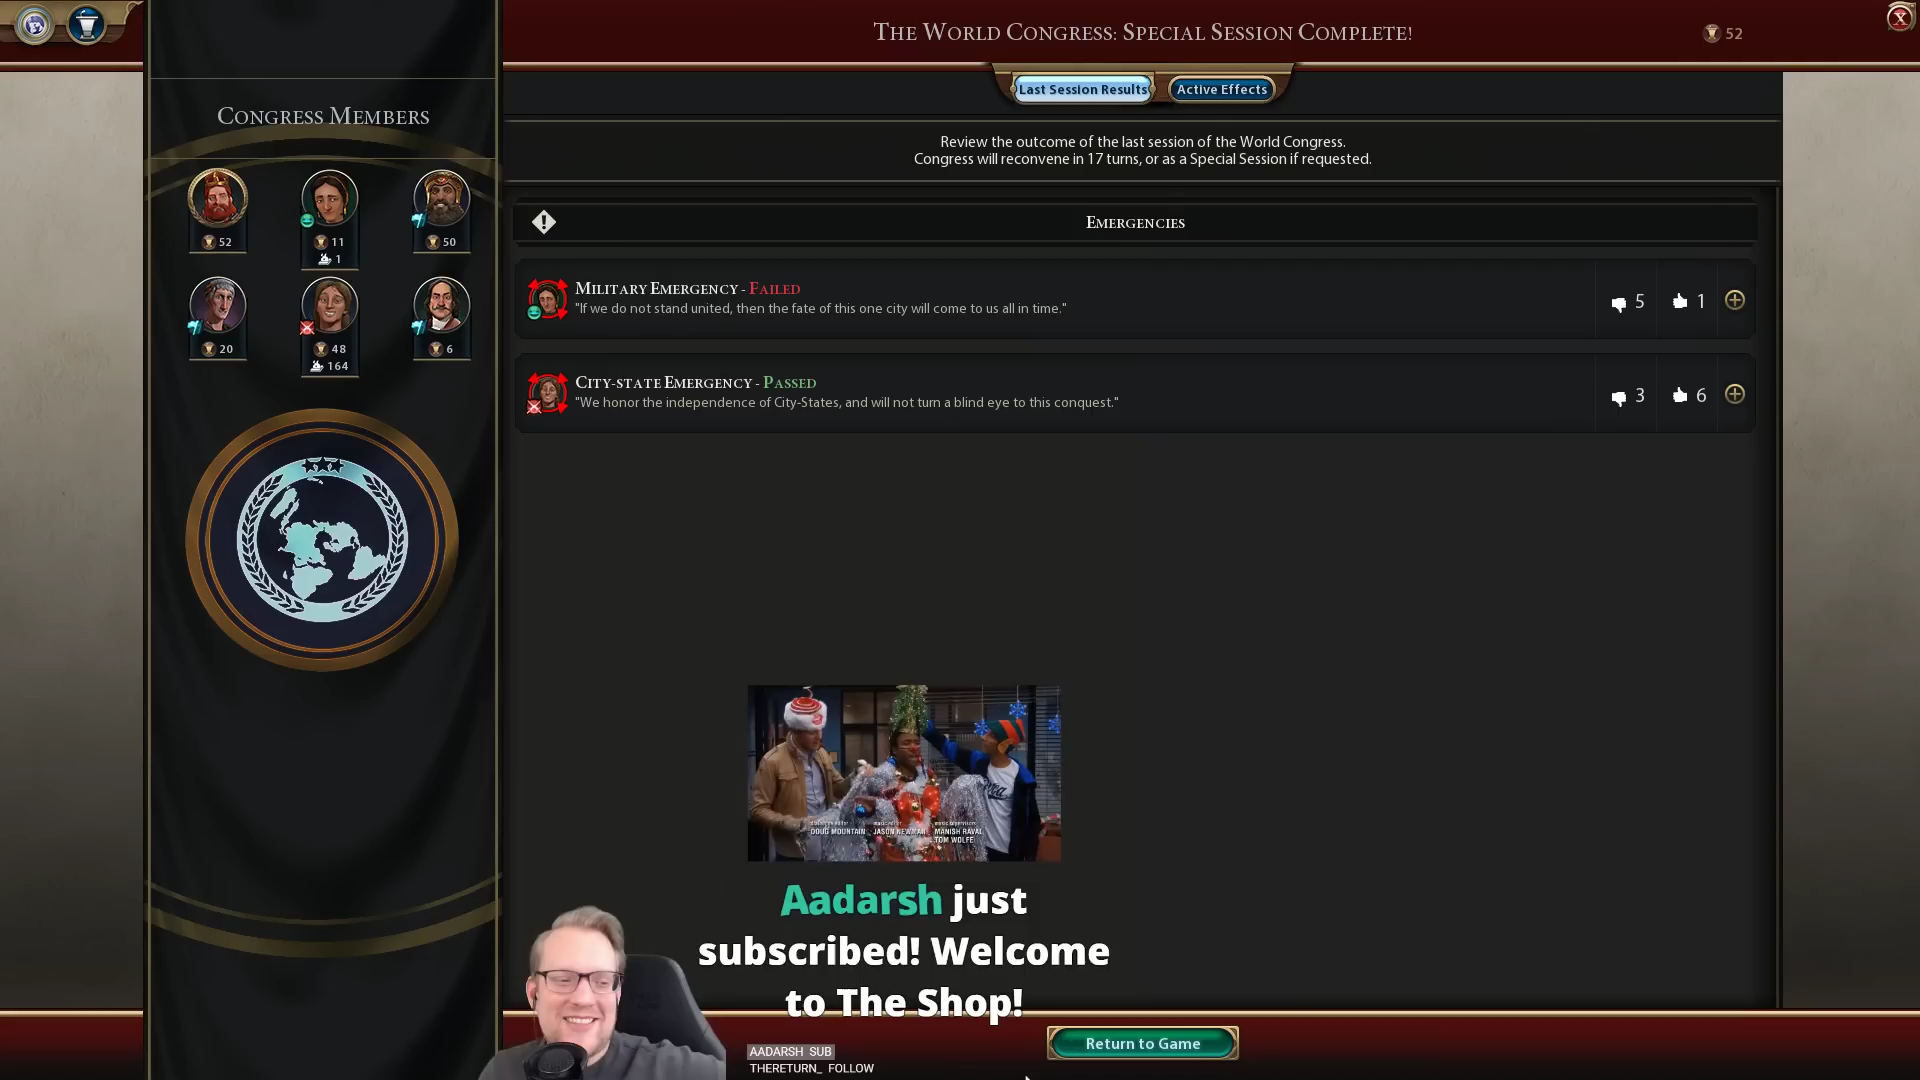 THE WORLD CONGRESS: SPECIAL SESSION COMPLETE!
52
X
Last Session Results
Active Effects
CONGRESS MEMBERS
Review the outcome of the last session of the World Congress.
Congress will reconvene in 17 turns, or as a Special Session if requested.
52
11
1
50
20
48
164
6
EMERGENCIES
MILITARY EMERGENCY - FAILED
"If we do not stand united, then the fate of this one city will come to us all in time."
5
1
CITY-STATE EMERGENCY - PASSED
"We honor the independence of City-States, and will not turn a blind eye to this conquest."
3
6
DOUG MOUNTAIN
JASON NEWMAN
MANISH RAVAL
TOM WOLFE
Aadarsh just
subscribed! Welcome
to The Shop!
AADARSH SUB
THERETURN_ FOLLOW
Return to Game